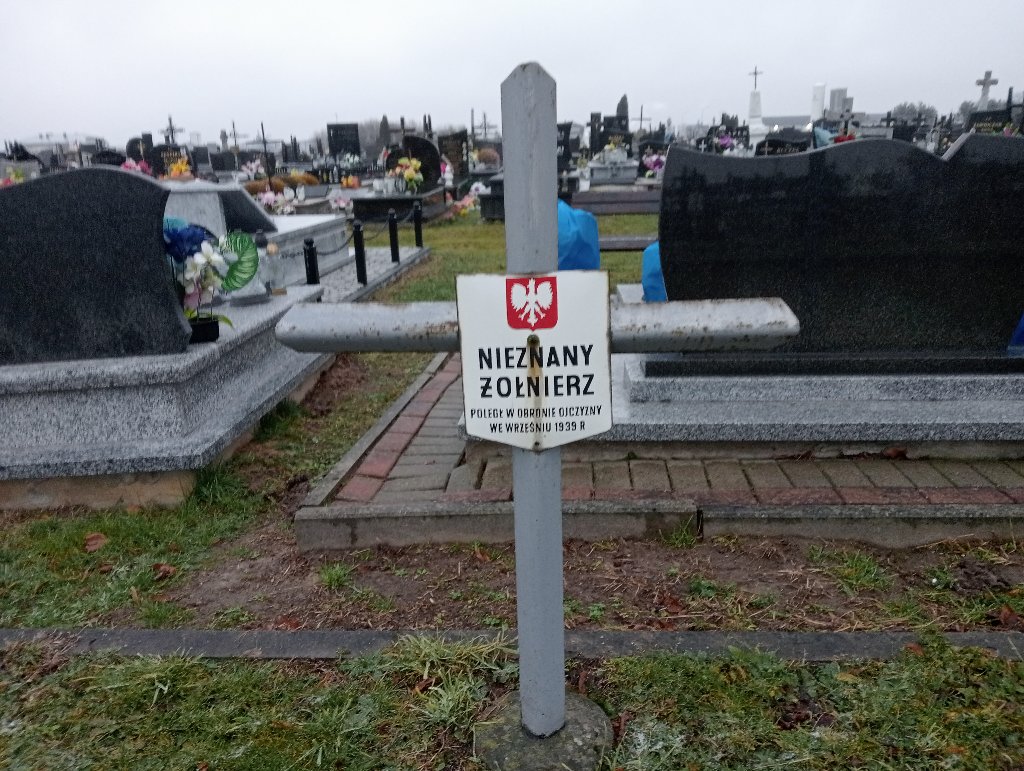 NIEZNANY
ŻOŁNIERZ
POLEGŁ W OBRONIE OJCZYZNY
WE WRZEŚNIU 1939 R